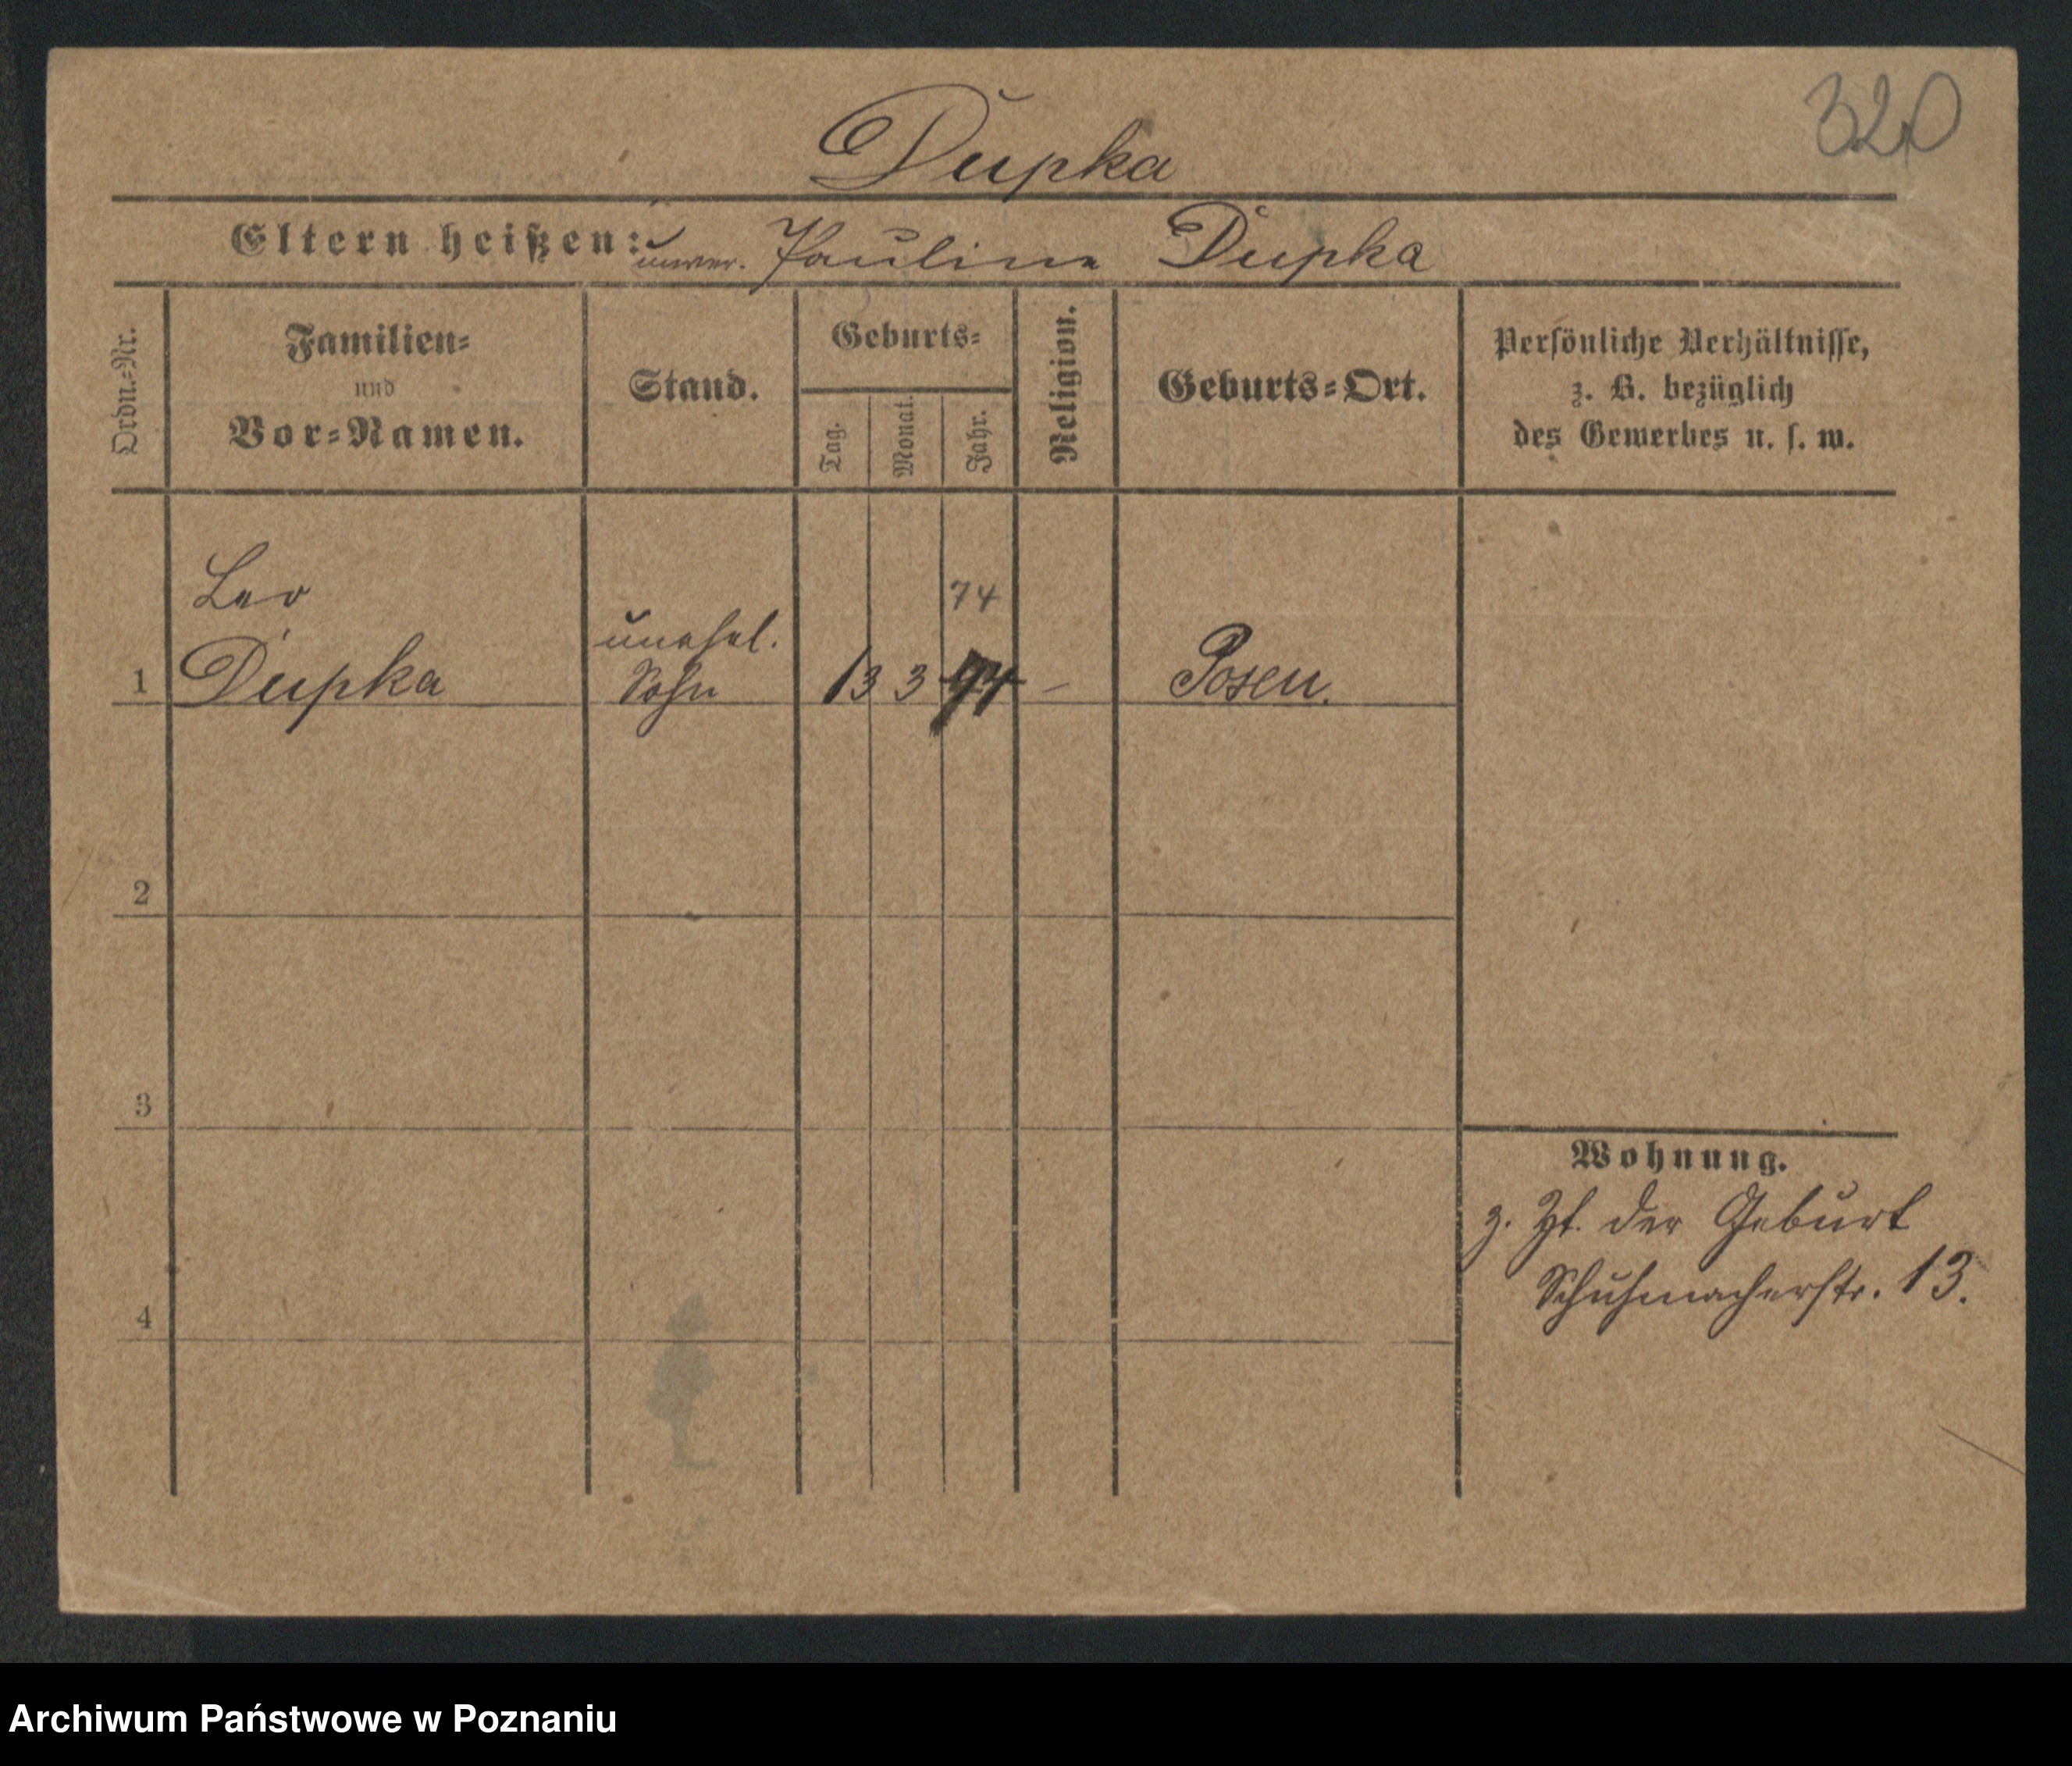 320
Dupka
Eltern heißen: unver. Pauline Dupka
Ordn.-Nr.
Familien-
und
Vor-Namen.
Stand.
Geburts-
Tag.
Monat.
Jahr.
Religion.
Geburts-Ort.
Persönliche Verhältnisse,
z. B. bezüglich
des Gewerbes u. s. w.
Leo
74
unehel.
1 Dupka Sohn 13 3 - Posen.
2
3
4
Wohnung.
z. Zt. der Geburt
Schuhmacherstr. 13.
Archiwum Państwowe w Poznaniu